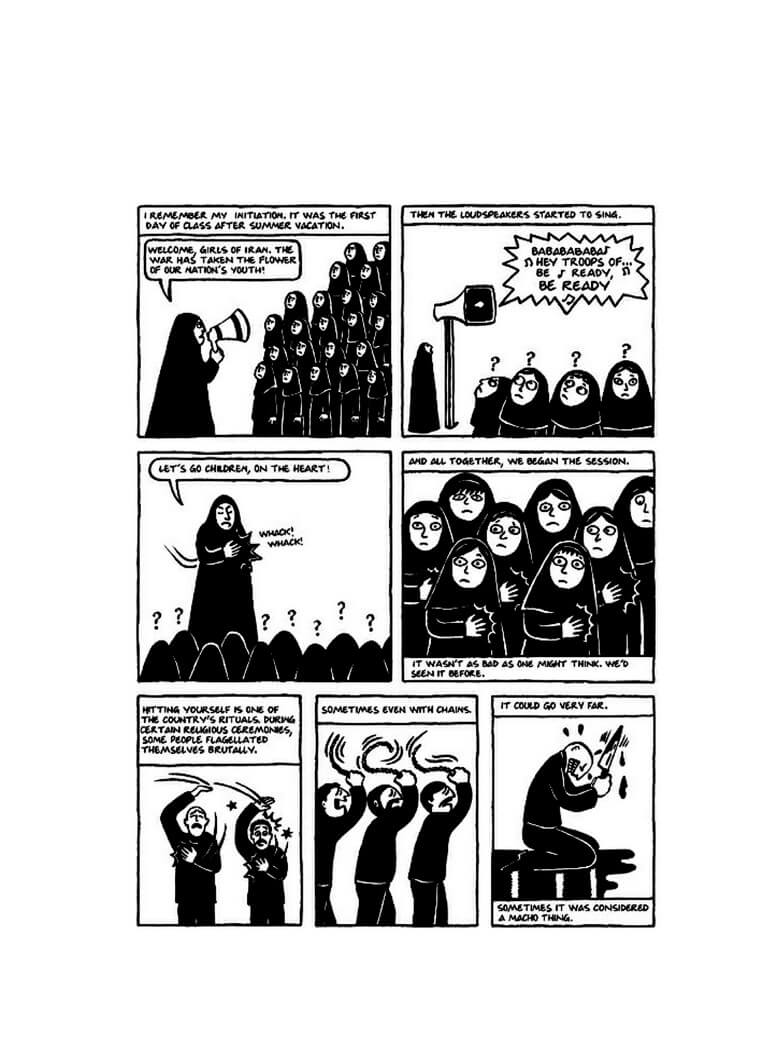 I REMEMBER MY INITIATION. IT WAS THE FIRST
DAY OF CLASS AFTER SUMMER VACATION.
WELCOME, GIRLS OF IRAN. THE
WAR HAS TAKEN THE FLOWER
OF OUR NATION'S YOUTH!
THEN THE LOUDSPEAKERS STARTED TO SING.
BABABABABA♪
♫ HEY TROOPS OF...
BE ♪ READY, ♫
BE READY
♪
? ? ? ?
LET'S GO CHILDREN, ON THE HEART!
WHACK!
WHACK!
? ? ? ? ? ? ?
AND ALL TOGETHER, WE BEGAN THE SESSION.
IT WASN'T AS BAD AS ONE MIGHT THINK. WE'D
SEEN IT BEFORE.
HITTING YOURSELF IS ONE OF
THE COUNTRY'S RITUALS. DURING
CERTAIN RELIGIOUS CEREMONIES,
SOME PEOPLE FLAGELLATED
THEMSELVES BRUTALLY.
SOMETIMES EVEN WITH CHAINS.
IT COULD GO VERY FAR.
SOMETIMES IT WAS CONSIDERED
A MACHO THING.